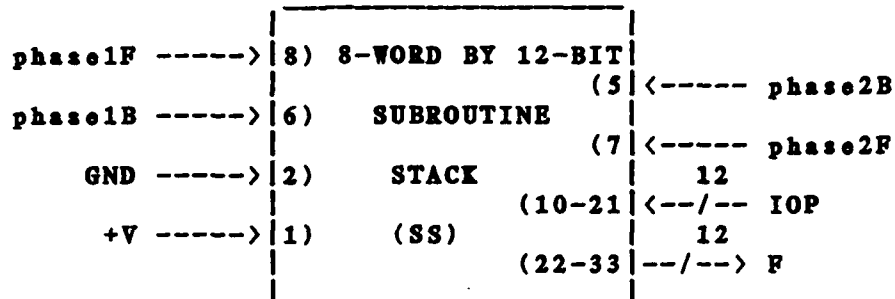 phase1F ----->|8) 8-WORD BY 12-BIT|
(5|<----- phase2B
phase1B ----->|6) SUBROUTINE
(7|<----- phase2F
GND ----->|2) STACK | 12
(10-21|<--/-- IOP
+V ----->|1) (SS) | 12
(22-33|--/--> F